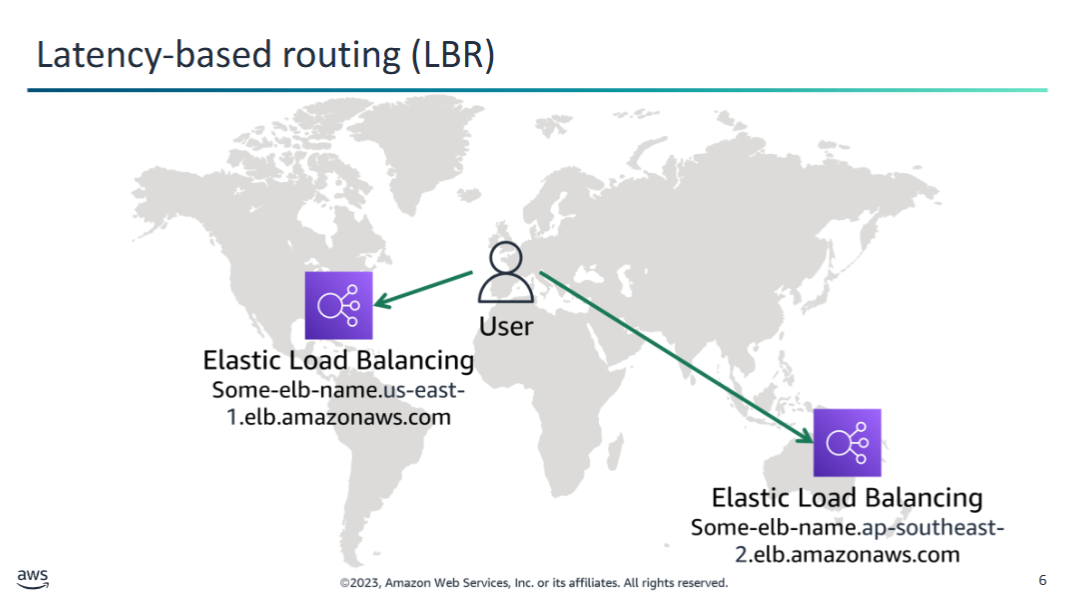 Latency-based routing (LBR)
User
Elastic Load Balancing
Some-elb-name.us-east-
1.elb.amazonaws.com
Elastic Load Balancing
Some-elb-name.ap-southeast-
2.elb.amazonaws.com
aws
©2023, Amazon Web Services, Inc. or its affiliates. All rights reserved.
6